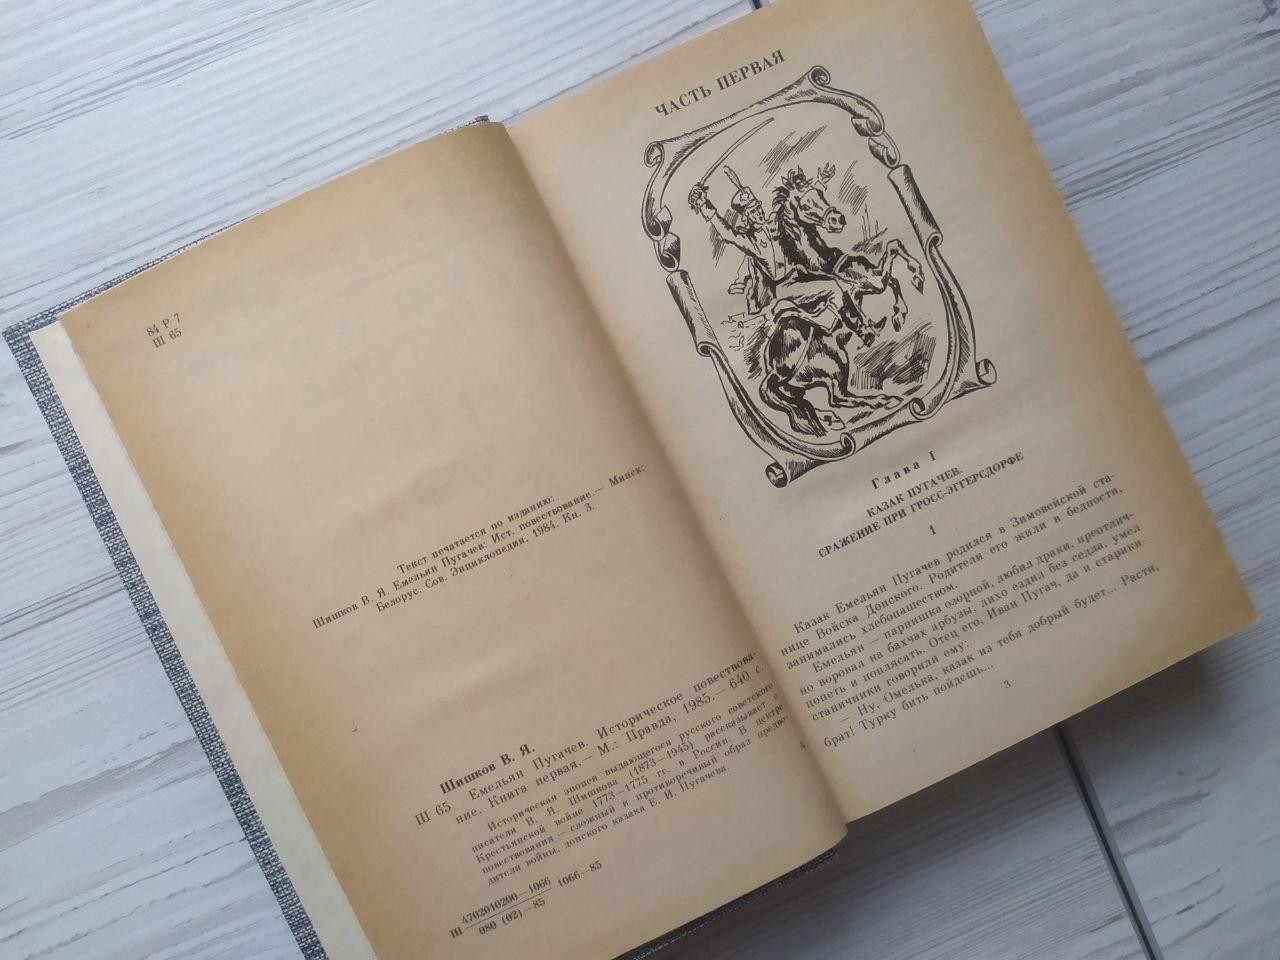 84 Р 7
Ш 65
Текст печатается по изданию:
Шишков В. Я. Емельян Пугачев: Ист. повествование.— Минск:
Белорус. Сов. Энциклопедия, 1984. Кн. 3.
Шишков В. Я.
Ш 65 Емельян Пугачев. Историческое повествова-
ние. Книга первая.— М.: Правда, 1985.— 640 с.
Историческая эпопея выдающегося русского советского
писателя В. Я. Шишкова (1873—1945) рассказывает о
Крестьянской войне 1773—1775 гг. в России. В центре
повествования — сложный и противоречивый образ предво-
дителя войны, донского казака Е. И. Пугачева.
Ш 4702010200—1066
080 (02)—85 1066—85
ЧАСТЬ ПЕРВАЯ
Глава I
КАЗАК ПУГАЧЕВ.
СРАЖЕНИЕ ПРИ ГРОСС-ЭГГЕРСДОРФЕ
1
Казак Емельян Пугачев родился в Зимовейской ста-
нице Войска Донского. Родители его жили в бедности,
занимались хлебопашеством.
Емельян — парнишка озорной, любил драки, преотлич-
но воровал на бахчах арбузы, лихо ездил без седла, умел
попеть и поплясать. Отец его, Иван Пугач, да и старики-
станичники говорили ему:
— Ну, Омелька, казак из тебя добрый будет... Расти,
брат! Турку бить пойдешь...
3